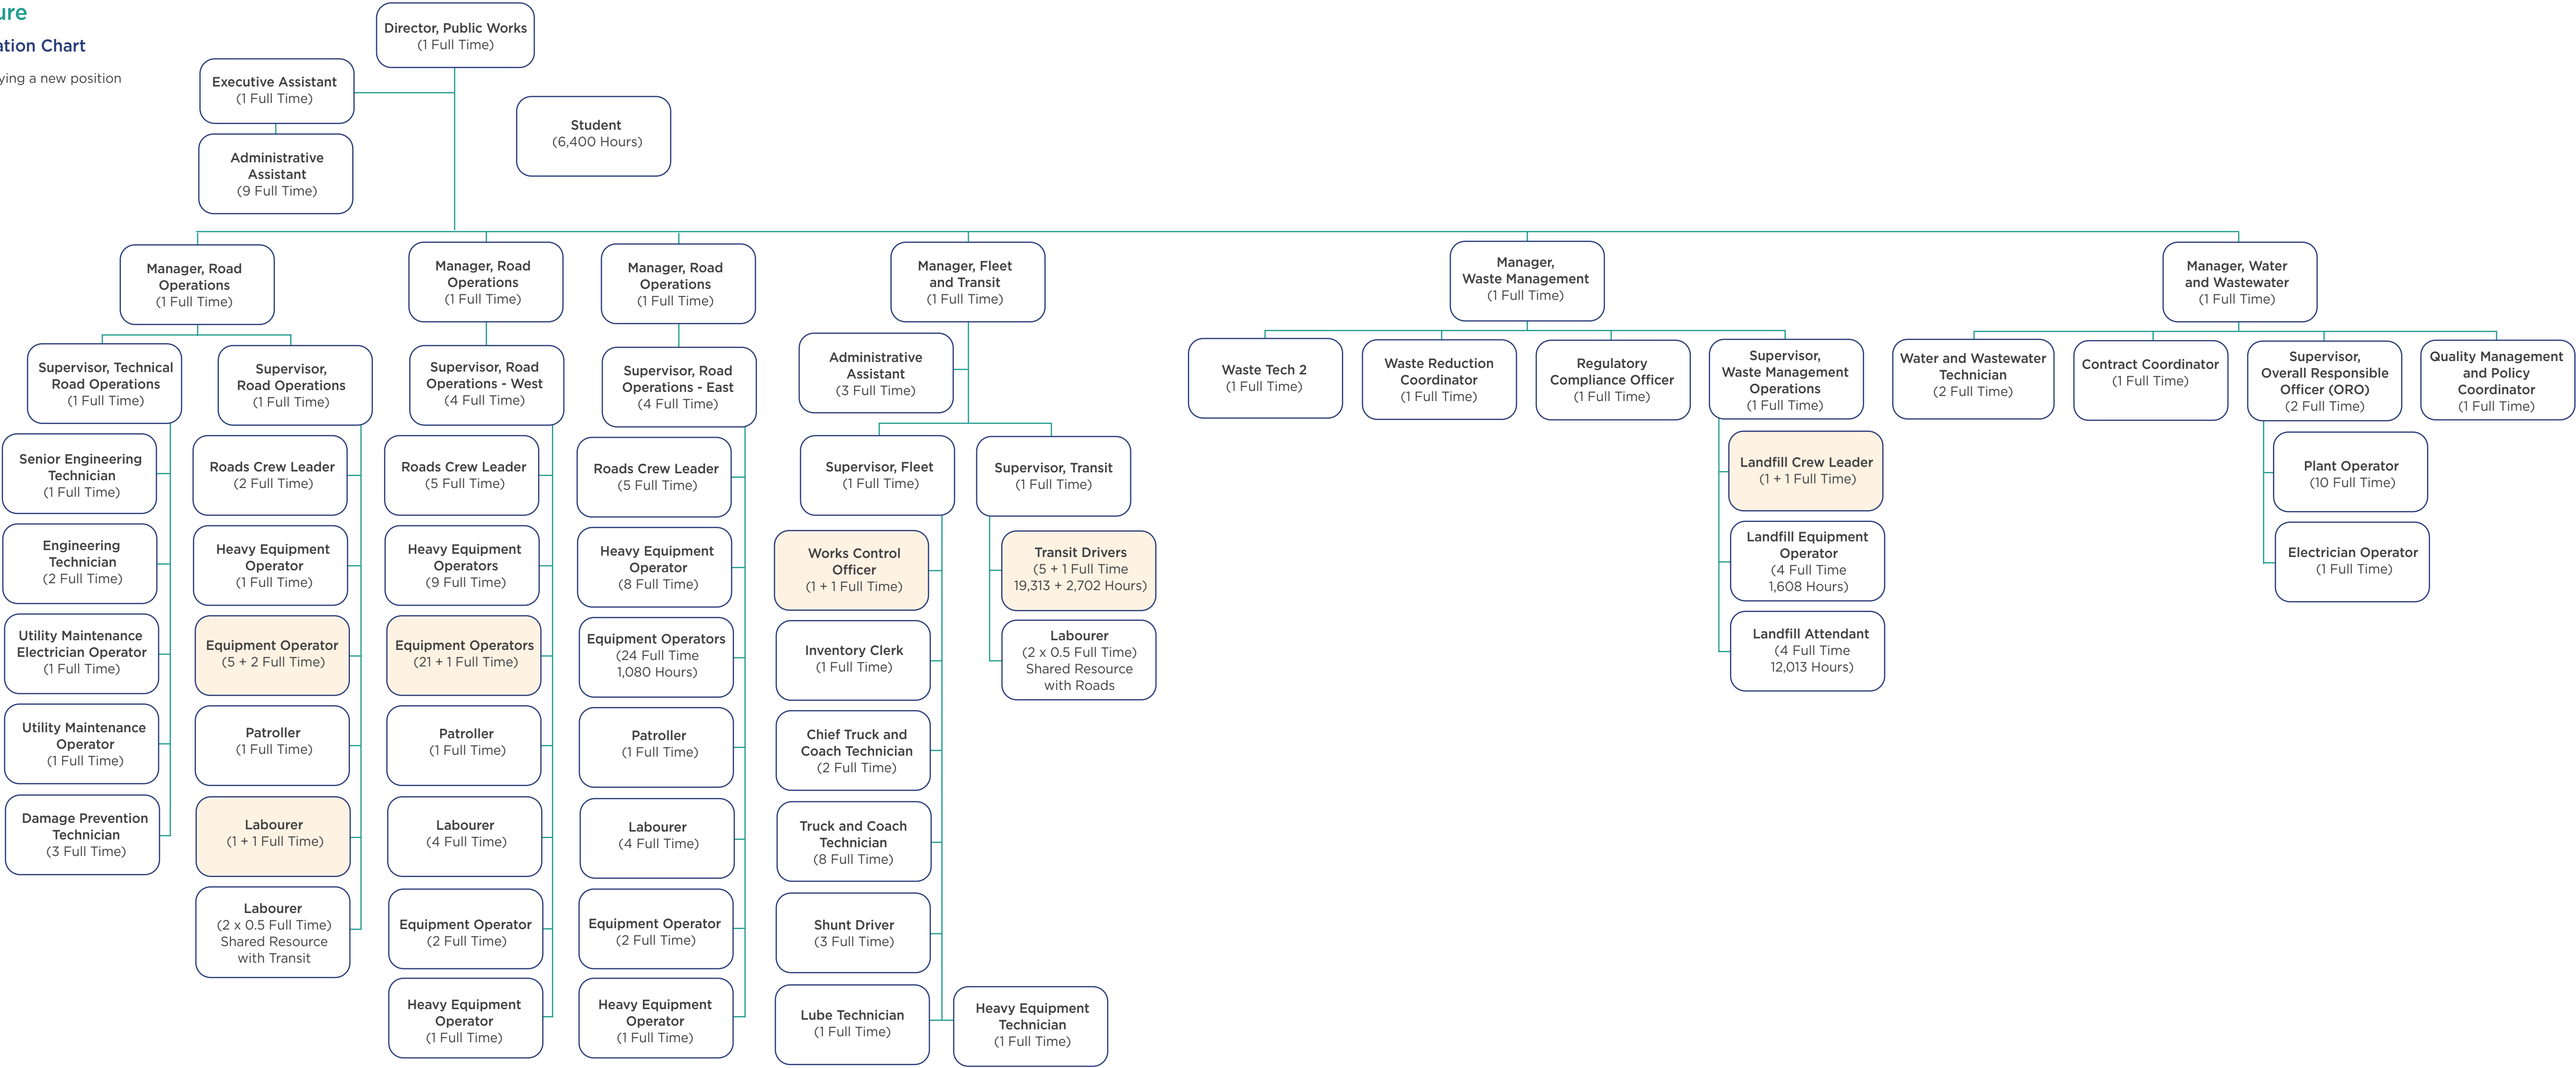 ure
ation Chart
ying a new position
Director, Public Works
(1 Full Time)
Executive Assistant
(1 Full Time)
Administrative
Assistant
(9 Full Time)
Student
(6,400 Hours)
Manager, Road
Operations
(1 Full Time)
Manager, Road
Operations
(1 Full Time)
Manager, Road
Operations
(1 Full Time)
Manager, Fleet
and Transit
(1 Full Time)
Manager,
Waste Management
(1 Full Time)
Manager, Water
and Wastewater
(1 Full Time)
Supervisor, Technical
Road Operations
(1 Full Time)
Senior Engineering
Technician
(1 Full Time)
Engineering
Technician
(2 Full Time)
Utility Maintenance
Electrician Operator
(1 Full Time)
Utility Maintenance
Operator
(1 Full Time)
Damage Prevention
Technician
(3 Full Time)
Supervisor,
Road Operations
(1 Full Time)
Roads Crew Leader
(2 Full Time)
Heavy Equipment
Operator
(1 Full Time)
Equipment Operator
(5 + 2 Full Time)
Patroller
(1 Full Time)
Labourer
(1 + 1 Full Time)
Labourer
(2 x 0.5 Full Time)
Shared Resource
with Transit
Supervisor, Road
Operations - West
(4 Full Time)
Roads Crew Leader
(5 Full Time)
Heavy Equipment
Operators
(9 Full Time)
Equipment Operators
(21 + 1 Full Time)
Patroller
(1 Full Time)
Labourer
(4 Full Time)
Equipment Operator
(2 Full Time)
Heavy Equipment
Operator
(1 Full Time)
Supervisor, Road
Operations - East
(4 Full Time)
Roads Crew Leader
(5 Full Time)
Heavy Equipment
Operator
(8 Full Time)
Equipment Operators
(24 Full Time
1,080 Hours)
Patroller
(1 Full Time)
Labourer
(4 Full Time)
Equipment Operator
(2 Full Time)
Heavy Equipment
Operator
(1 Full Time)
Administrative
Assistant
(3 Full Time)
Supervisor, Fleet
(1 Full Time)
Works Control
Officer
(1 + 1 Full Time)
Inventory Clerk
(1 Full Time)
Chief Truck and
Coach Technician
(2 Full Time)
Truck and Coach
Technician
(8 Full Time)
Shunt Driver
(3 Full Time)
Lube Technician
(1 Full Time)
Heavy Equipment
Technician
(1 Full Time)
Supervisor, Transit
(1 Full Time)
Transit Drivers
(5 + 1 Full Time
19,313 + 2,702 Hours)
Labourer
(2 x 0.5 Full Time)
Shared Resource
with Roads
Waste Tech 2
(1 Full Time)
Waste Reduction
Coordinator
(1 Full Time)
Regulatory
Compliance Officer
(1 Full Time)
Supervisor,
Waste Management
Operations
(1 Full Time)
Landfill Crew Leader
(1 + 1 Full Time)
Landfill Equipment
Operator
(4 Full Time
1,608 Hours)
Landfill Attendant
(4 Full Time
12,013 Hours)
Water and Wastewater
Technician
(2 Full Time)
Contract Coordinator
(1 Full Time)
Supervisor,
Overall Responsible
Officer (ORO)
(2 Full Time)
Plant Operator
(10 Full Time)
Electrician Operator
(1 Full Time)
Quality Management
and Policy
Coordinator
(1 Full Time)